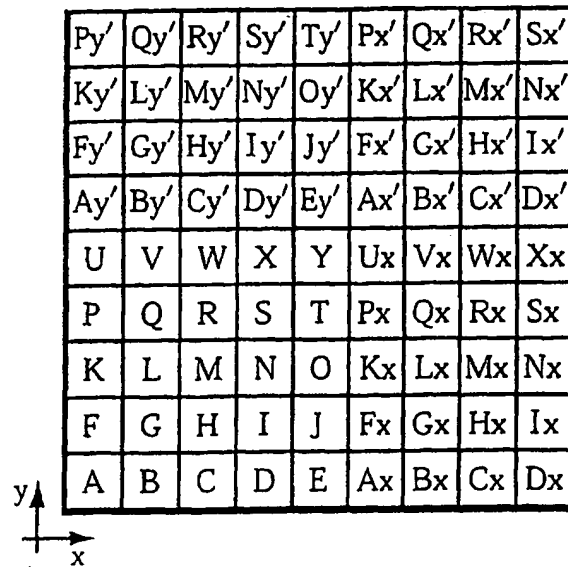 Py′ Qy′ Ry′ Sy′ Ty′ Px′ Qx′ Rx′ Sx′
Ky′ Ly′ My′ Ny′ Oy′ Kx′ Lx′ Mx′ Nx′
Fy′ Gy′ Hy′ Iy′ Jy′ Fx′ Gx′ Hx′ Ix′
Ay′ By′ Cy′ Dy′ Ey′ Ax′ Bx′ Cx′ Dx′
U V W X Y Ux Vx Wx Xx
P Q R S T Px Qx Rx Sx
K L M N O Kx Lx Mx Nx
F G H I J Fx Gx Hx Ix
A B C D E Ax Bx Cx Dx
y
x